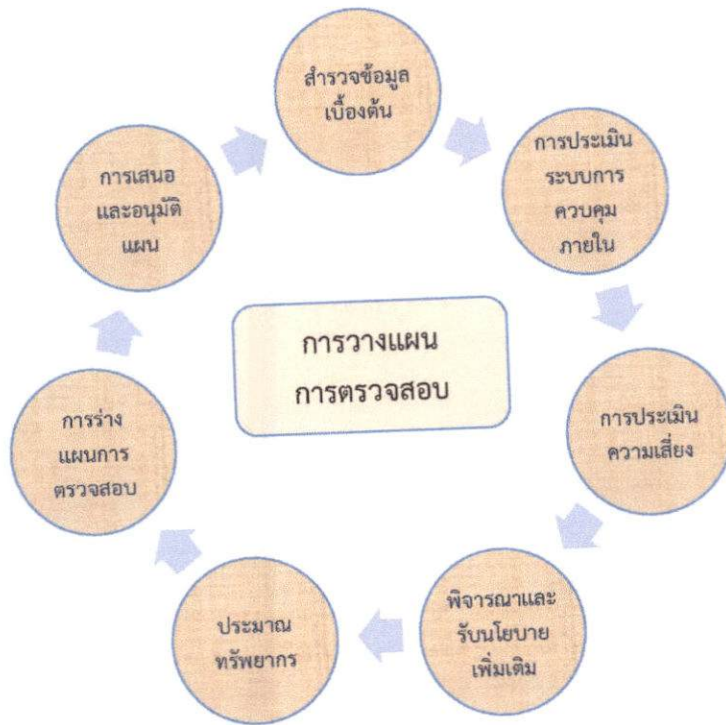 สำรวจข้อมูล
เบื้องต้น
การประเมิน
ระบบการ
ควบคุม
ภายใน
การประเมิน
ความเสี่ยง
พิจารณาและ
รับนโยบาย
เพิ่มเติม
ประมาณ
ทรัพยากร
การร่าง
แผนการ
ตรวจสอบ
การเสนอ
และอนุมัติ
แผน
การวางแผน
การตรวจสอบ